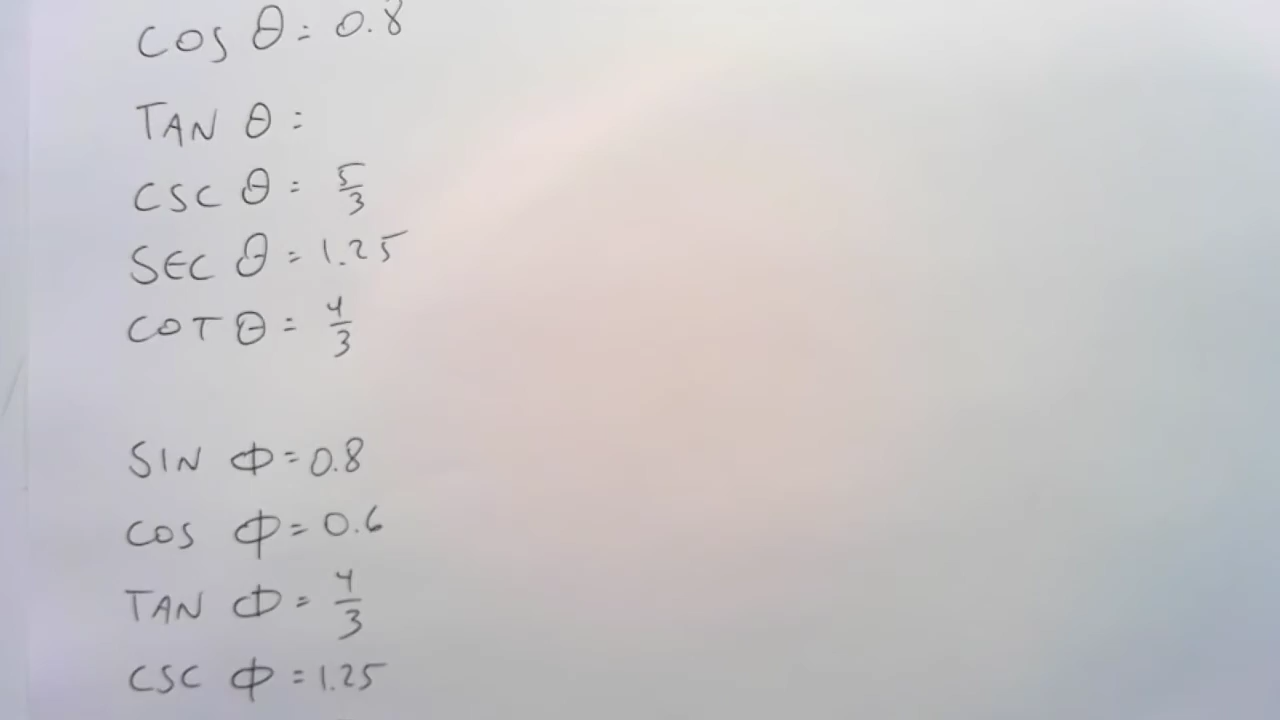 COS θ = 0.8
TAN θ =
CSC θ = 5/3
SEC θ = 1.25
COT θ = 4/3
SIN Φ = 0.8
COS Φ = 0.6
TAN Φ = 4/3
CSC Φ = 1.25